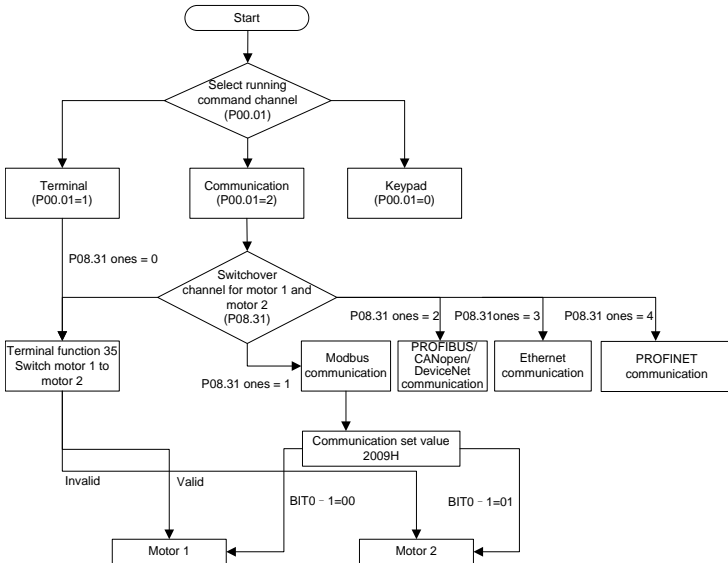 Start
Select running
command channel
(P00.01)
Terminal
(P00.01=1)
Communication
(P00.01=2)
Keypad
(P00.01=0)
P08.31 ones = 0
Switchover
channel for motor 1 and
motor 2
(P08.31)
P08.31 ones = 2
P08.31ones = 3
P08.31 ones = 4
Terminal function 35
Switch motor 1 to
motor 2
P08.31 ones = 1
Modbus
communication
PROFIBUS/
CANopen/
DeviceNet
communication
Ethernet
communication
PROFINET
communication
Communication set value
2009H
Invalid
Valid
BIT0–1=00
BIT0–1=01
Motor 1
Motor 2